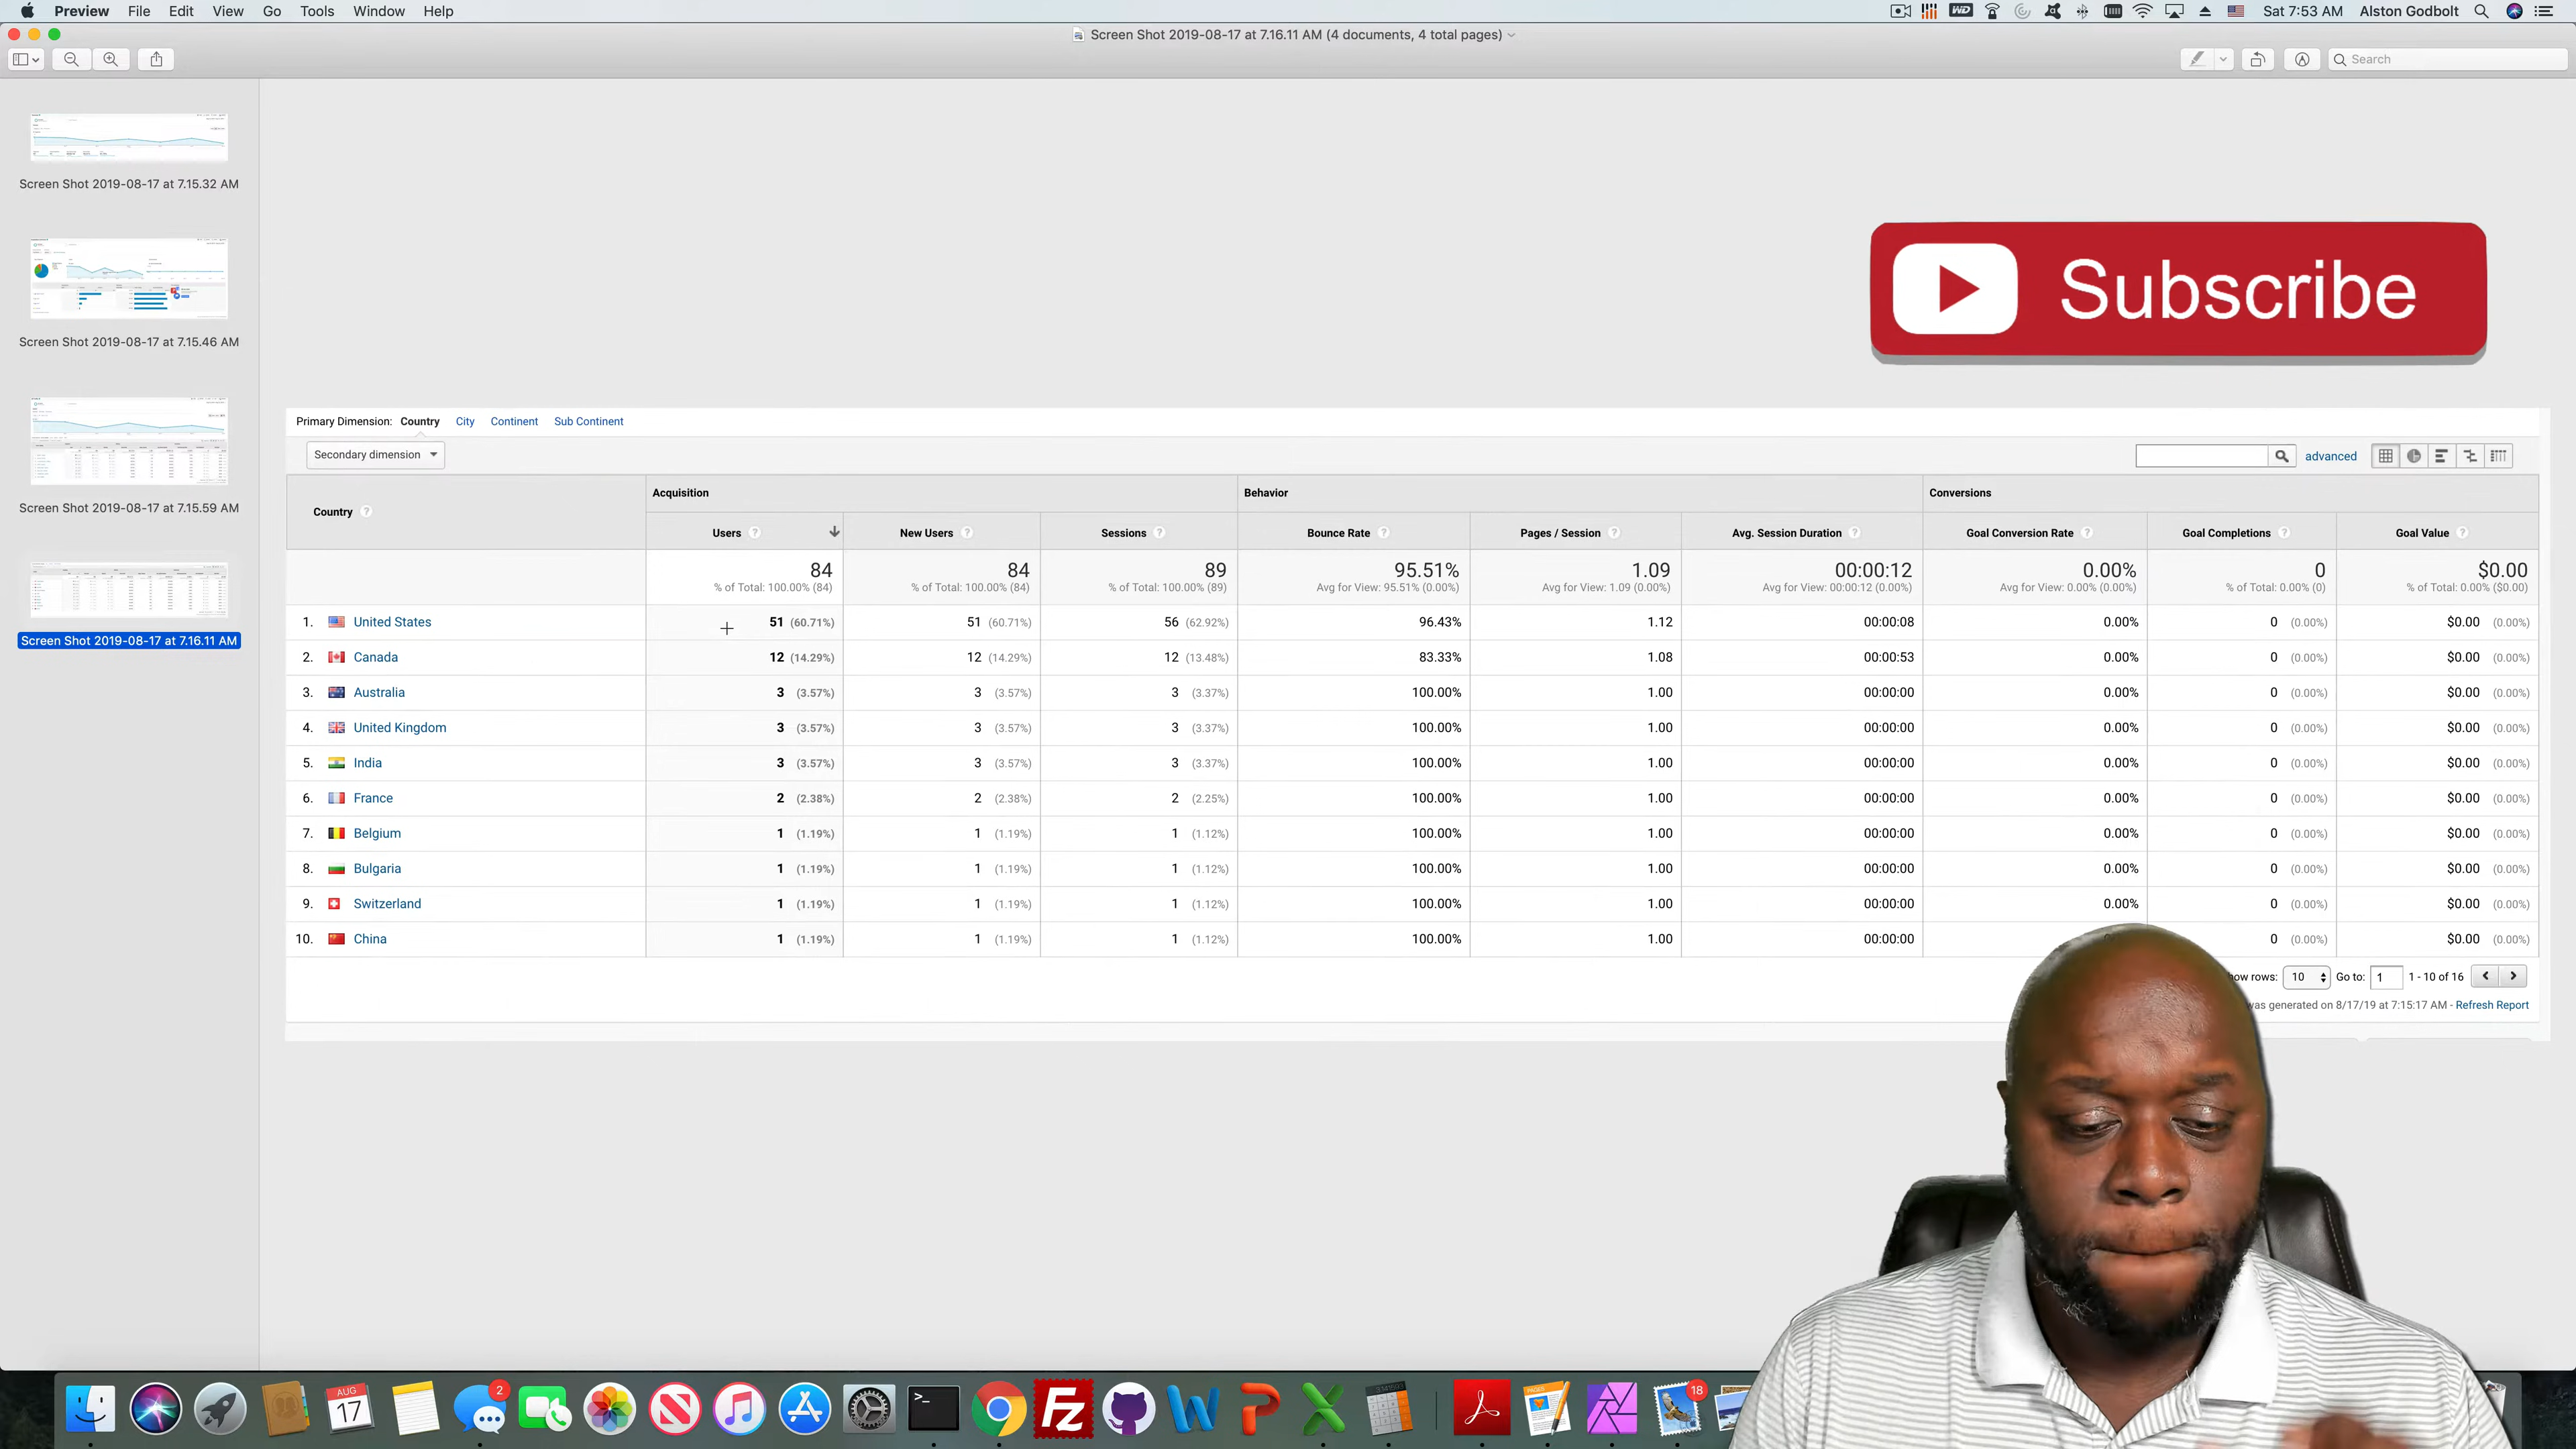 Preview File Edit View Go Tools Window Help
WD Sat 7:53 AM Alston Godbolt
Screen Shot 2019-08-17 at 7.16.11 AM (4 documents, 4 total pages)
Search
Screen Shot 2019-08-17 at 7.15.32 AM
Screen Shot 2019-08-17 at 7.15.46 AM
Screen Shot 2019-08-17 at 7.15.59 AM
Screen Shot 2019-08-17 at 7.16.11 AM
Subscribe
Primary Dimension: Country City Continent Sub Continent
Secondary dimension
advanced
Country ? Acquisition Behavior Conversions
Users ? New Users ? Sessions ? Bounce Rate ? Pages / Session ? Avg. Session Duration ? Goal Conversion Rate ? Goal Completions ? Goal Value ?
84 84 89 95.51% 1.09 00:00:12 0.00% 0 $0.00
% of Total: 100.00% (84) % of Total: 100.00% (84) % of Total: 100.00% (89) Avg for View: 95.51% (0.00%) Avg for View: 1.09 (0.00%) Avg for View: 00:00:12 (0.00%) Avg for View: 0.00% (0.00%) % of Total: 0.00% (0) % of Total: 0.00% ($0.00)
1. United States 51 (60.71%) 51 (60.71%) 56 (62.92%) 96.43% 1.12 00:00:08 0.00% 0 (0.00%) $0.00 (0.00%)
2. Canada 12 (14.29%) 12 (14.29%) 12 (13.48%) 83.33% 1.08 00:00:53 0.00% 0 (0.00%) $0.00 (0.00%)
3. Australia 3 (3.57%) 3 (3.57%) 3 (3.37%) 100.00% 1.00 00:00:00 0.00% 0 (0.00%) $0.00 (0.00%)
4. United Kingdom 3 (3.57%) 3 (3.57%) 3 (3.37%) 100.00% 1.00 00:00:00 0.00% 0 (0.00%) $0.00 (0.00%)
5. India 3 (3.57%) 3 (3.57%) 3 (3.37%) 100.00% 1.00 00:00:00 0.00% 0 (0.00%) $0.00 (0.00%)
6. France 2 (2.38%) 2 (2.38%) 2 (2.25%) 100.00% 1.00 00:00:00 0.00% 0 (0.00%) $0.00 (0.00%)
7. Belgium 1 (1.19%) 1 (1.19%) 1 (1.12%) 100.00% 1.00 00:00:00 0.00% 0 (0.00%) $0.00 (0.00%)
8. Bulgaria 1 (1.19%) 1 (1.19%) 1 (1.12%) 100.00% 1.00 00:00:00 0.00% 0 (0.00%) $0.00 (0.00%)
9. Switzerland 1 (1.19%) 1 (1.19%) 1 (1.12%) 100.00% 1.00 00:00:00 0.00% 0 (0.00%) $0.00 (0.00%)
10. China 1 (1.19%) 1 (1.19%) 1 (1.12%) 100.00% 1.00 00:00:00 0 (0.00%) $0.00 (0.00%)
rows: 10 Go to: 1 1 - 10 of 16
was generated on 8/17/19 at 7:15:17 AM - Refresh Report
AUG
17
2
18
Fz
PAGES